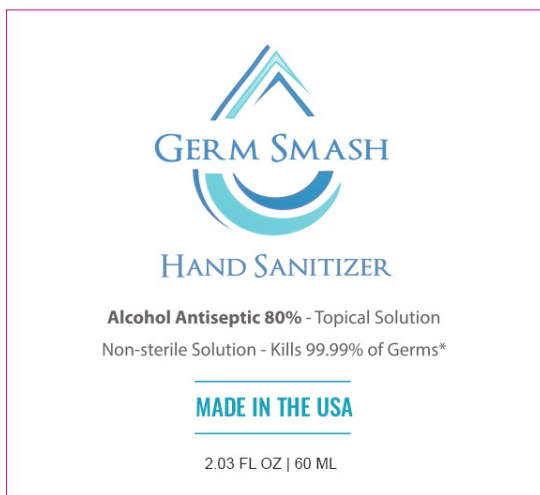 GERM SMASH
HAND SANITIZER
Alcohol Antiseptic 80% - Topical Solution
Non-sterile Solution - Kills 99.99% of Germs*
MADE IN THE USA
2.03 FL OZ | 60 ML